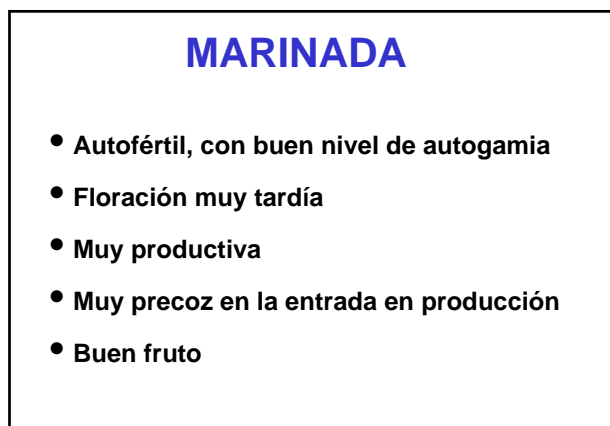 MARINADA
• Autofértil, con buen nivel de autogamia
• Floración muy tardía
• Muy productiva
• Muy precoz en la entrada en producción
• Buen fruto